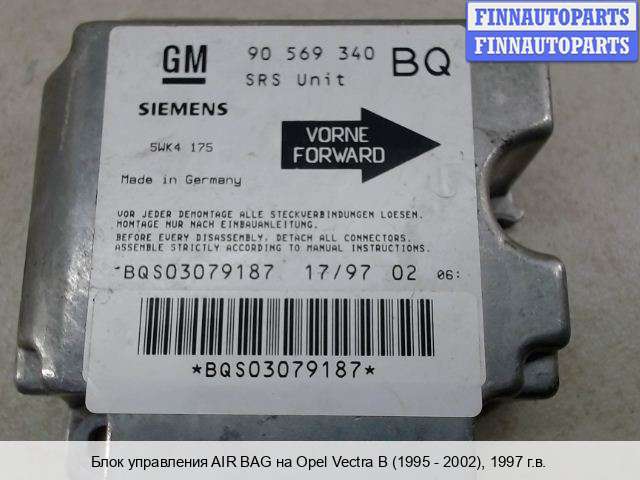 FINNAUTOPARTS
FINNAUTOPARTS
GM 90 569 340 BQ
SRS Unit
SIEMENS
5WK4 175
VORNE
FORWARD
Made in Germany
VOR JEDER DEMONTAGE ALLE STECKVERBINDUNGEN LOESEN.
MONTAGE NUR NACH EINBAUANLEITUNG.
BEFORE EVERY DISASSEMBLY, DETACH ALL CONNECTORS.
ASSEMBLE STRICTLY ACCORDING TO MANUAL INSTRUCTIONS.
*BQS03079187 17/97 02 06:
*BQS03079187*
Блок управления AIR BAG на Opel Vectra B (1995 - 2002), 1997 г.в.